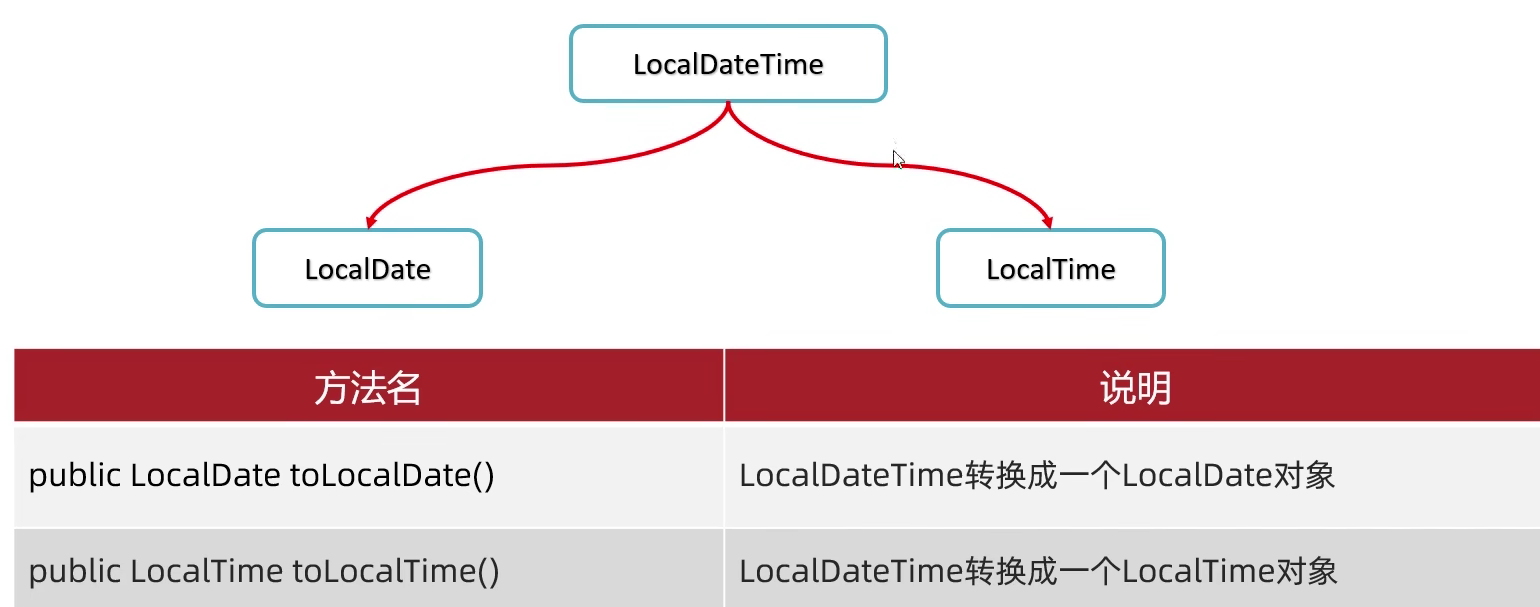 LocalDateTime
LocalDate
LocalTime
方法名
说明
public LocalDate toLocalDate()
LocalDateTime转换成一个LocalDate对象
public LocalTime toLocalTime()
LocalDateTime转换成一个LocalTime对象